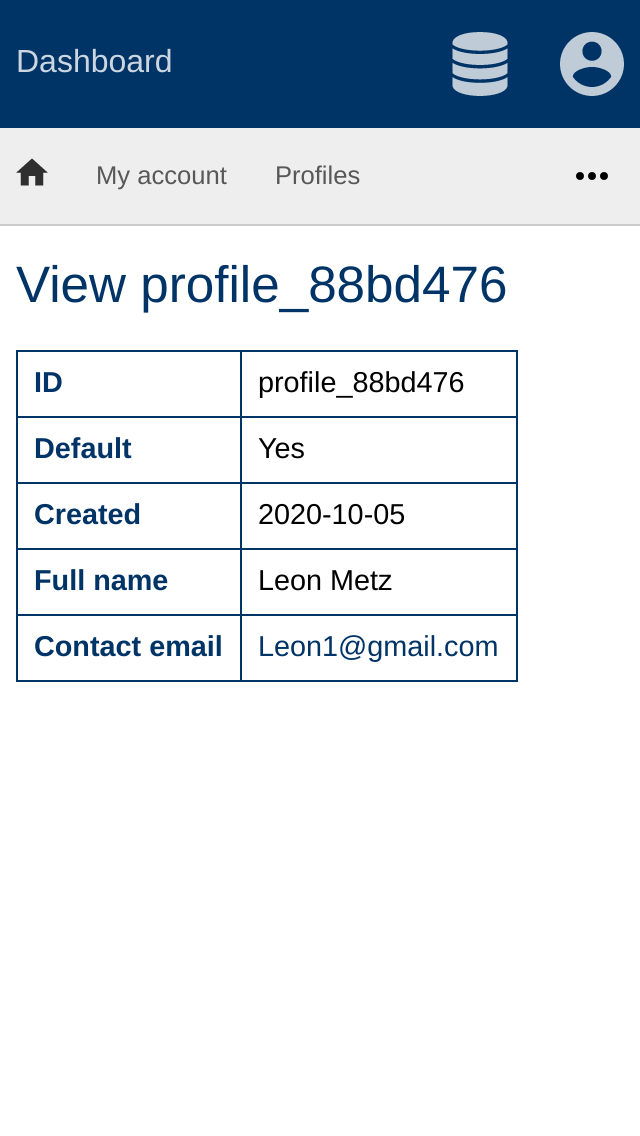 Dashboard
My account Profiles
View profile_88bd476
ID profile_88bd476
Default Yes
Created 2020-10-05
Full name Leon Metz
Contact email Leon1@gmail.com